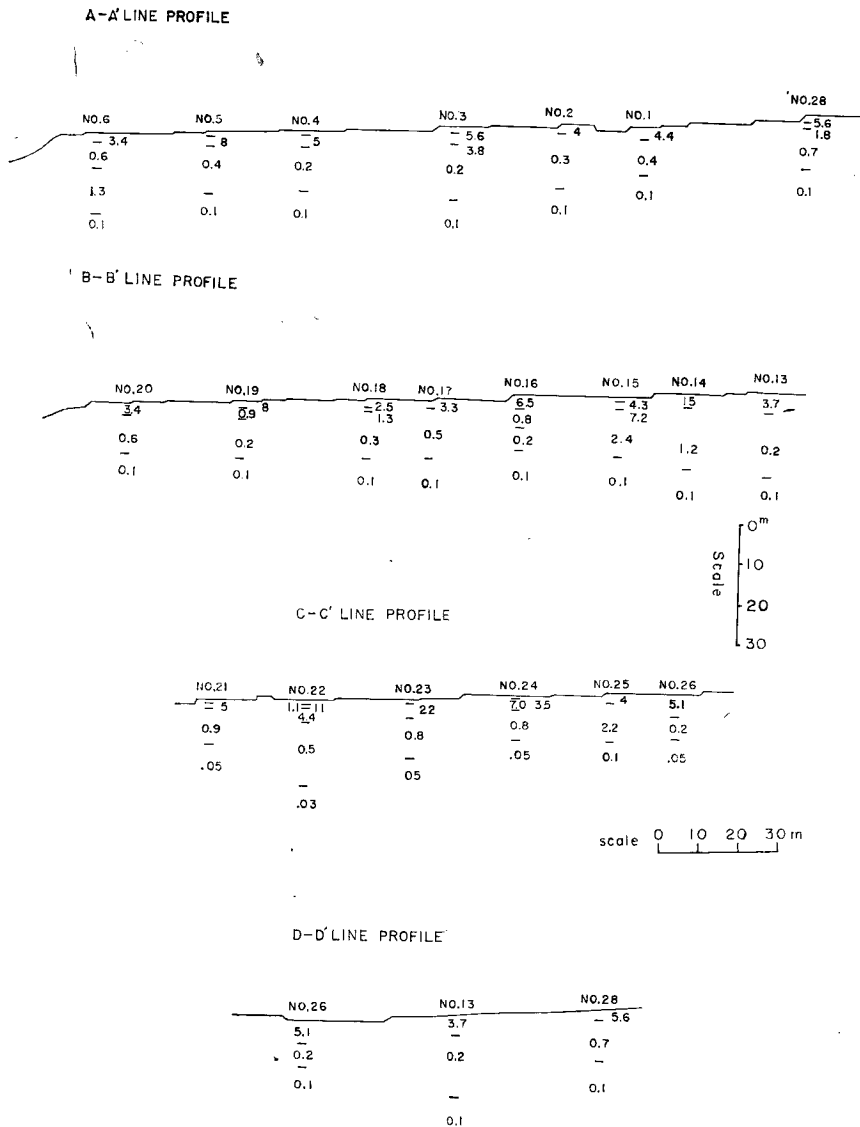 A-A' LINE PROFILE
NO.6 NO.5 NO.4 NO.3 NO.2 NO.1 NO.28
3.4 8 5 5.6 4 4.4 5.6
3.8 1.8
0.6 0.4 0.2 0.2 0.3 0.4 0.7
1.3 0.1 0.1 0.1 0.1 0.1
0.1 0.1
B-B' LINE PROFILE
NO.20 NO.19 NO.18 NO.17 NO.16 NO.15 NO.14 NO.13
3.4 8 2.5 3.3 6.5 4.3 15 3.7
0.9 1.3 0.8 7.2
0.6 0.2 0.3 0.5 0.2 2.4 1.2 0.2
0.1 0.1 0.1 0.1 0.1 0.1 0.1 0.1
0m
10
20
30
Scale
C-C' LINE PROFILE
NO.21 NO.22 NO.23 NO.24 NO.25 NO.26
5 1.1 11 22 7.0 35 4 5.1
4.4
0.9 0.5 0.8 0.8 2.2 0.2
.05 .03 05 .05 0.1 .05
scale 0 10 20 30 m
D-D' LINE PROFILE
NO.26 NO.13 NO.28
5.1 3.7 5.6
0.2 0.2 0.7
0.1 0.1 0.1